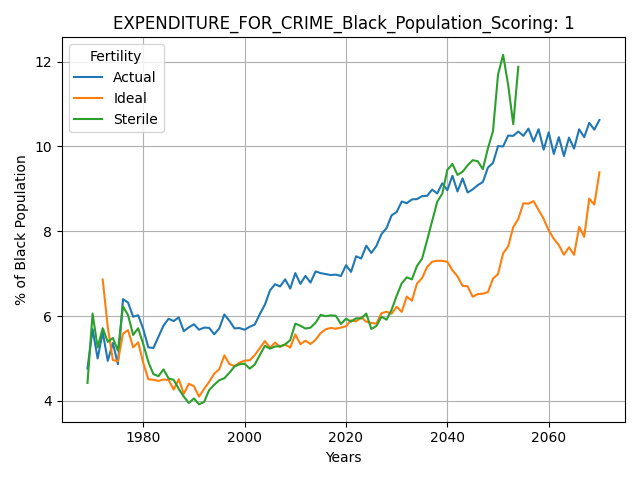 EXPENDITURE_FOR_CRIME_Black_Population_Scoring: 1
Fertility
Actual
Ideal
Sterile
% of Black Population
12
10
8
6
4
1980 2000 2020 2040 2060
Years